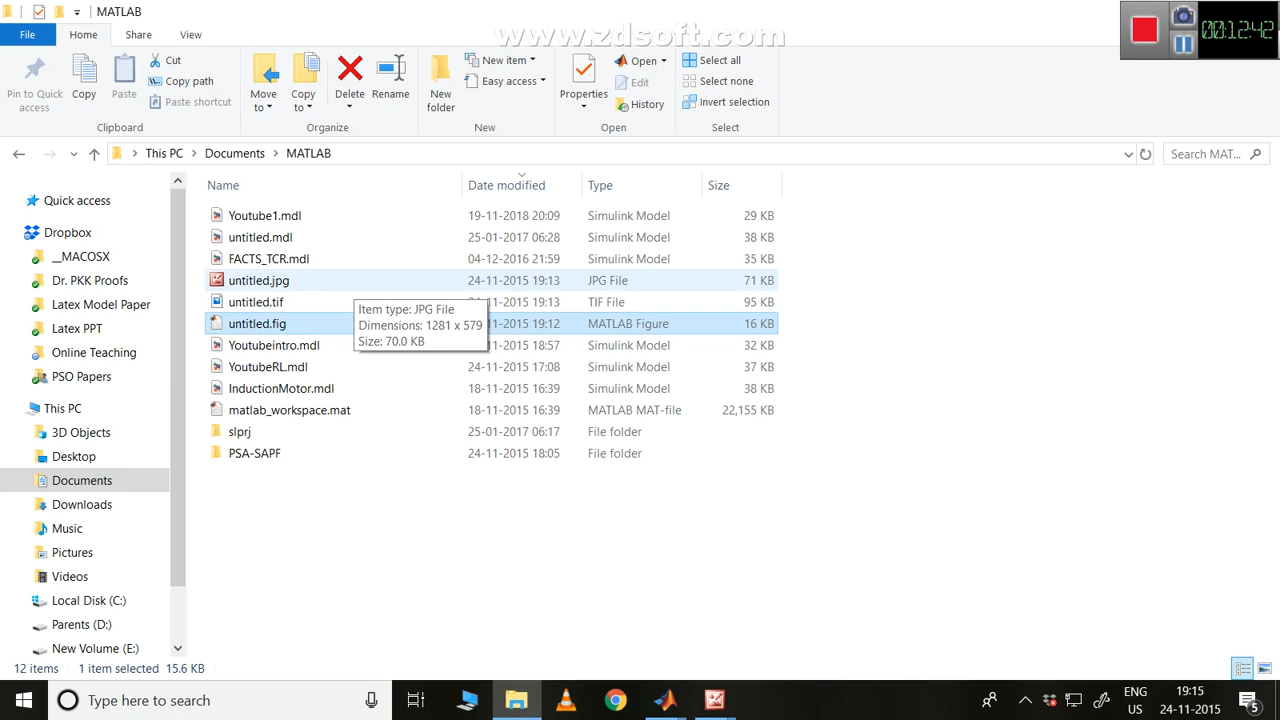 MATLAB
www.zdsoft.com
00:12:42
File Home Share View
Pin to Quick access
Copy
Paste
Cut
Copy path
Paste shortcut
Clipboard
Move to
Copy to
Delete
Rename
Organize
New folder
New item
Easy access
New
Properties
Open
Edit
History
Open
Select all
Select none
Invert selection
Select
This PC Documents MATLAB
Search MAT...
Name Date modified Type Size
Youtube1.mdl 19-11-2018 20:09 Simulink Model 29 KB
untitled.mdl 25-01-2017 06:28 Simulink Model 38 KB
FACTS_TCR.mdl 04-12-2016 21:59 Simulink Model 35 KB
untitled.jpg 24-11-2015 19:13 JPG File 71 KB
untitled.tif 19:13 TIF File 95 KB
untitled.fig 19:12 MATLAB Figure 16 KB
Youtubeintro.mdl 18:57 Simulink Model 32 KB
YoutubeRL.mdl 24-11-2015 17:08 Simulink Model 37 KB
InductionMotor.mdl 18-11-2015 16:39 Simulink Model 38 KB
matlab_workspace.mat 18-11-2015 16:39 MATLAB MAT-file 22,155 KB
slprj 25-01-2017 06:17 File folder
PSA-SAPF 24-11-2015 18:05 File folder
Item type: JPG File
Dimensions: 1281 x 579
Size: 70.0 KB
Quick access
Dropbox
__MACOSX
Dr. PKK Proofs
Latex Model Paper
Latex PPT
Online Teaching
PSO Papers
This PC
3D Objects
Desktop
Documents
Downloads
Music
Pictures
Videos
Local Disk (C:)
Parents (D:)
New Volume (E:)
12 items 1 item selected 15.6 KB
Type here to search
ENG
US
19:15
24-11-2015
5